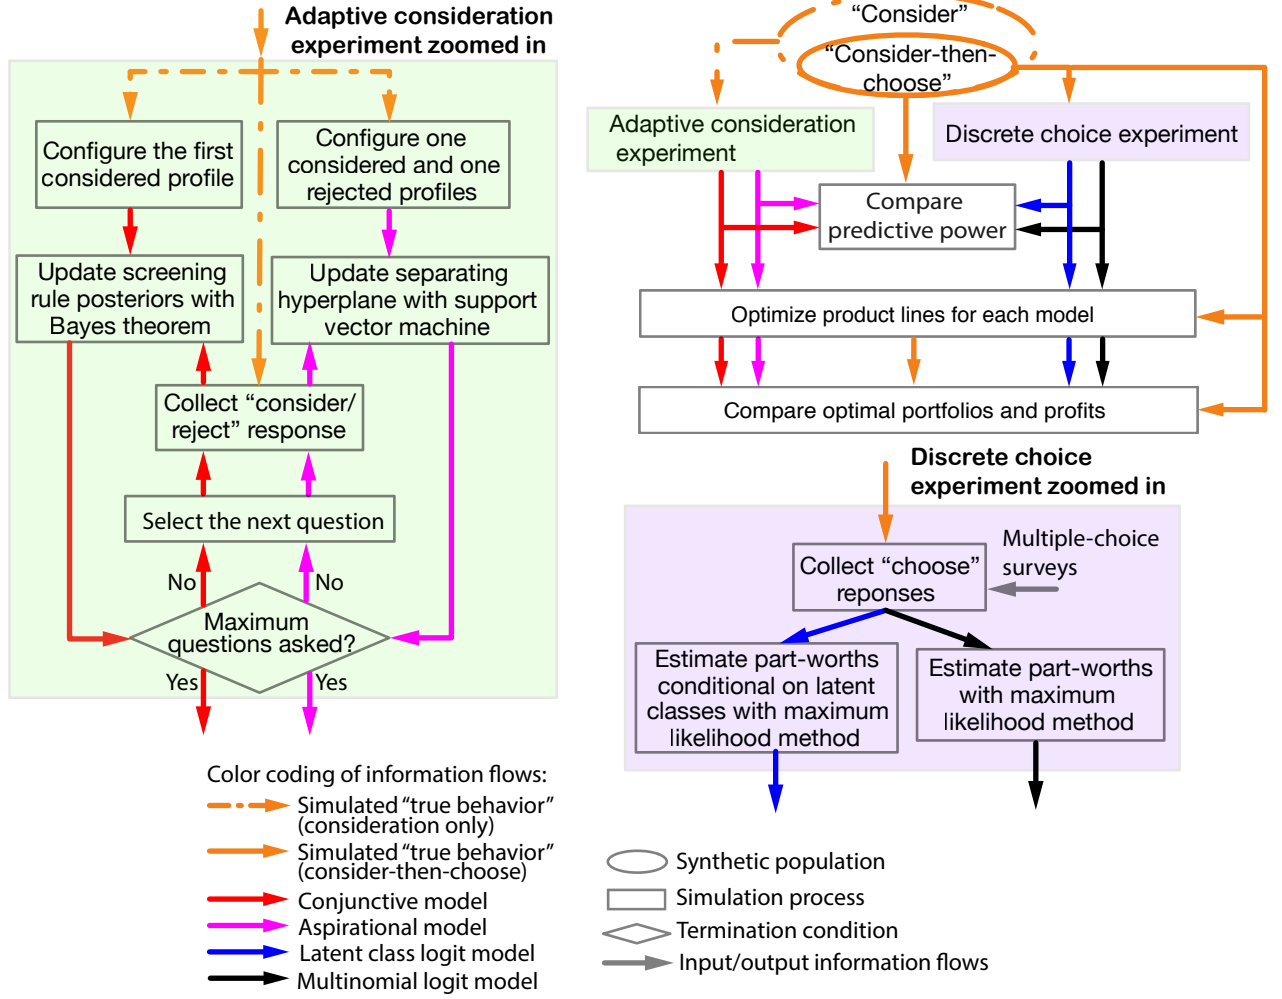 Adaptive consideration
experiment zoomed in
Configure the first
considered profile
Configure one
considered and one
rejected profiles
Update screening
rule posteriors with
Bayes theorem
Update separating
hyperplane with support
vector machine
Collect “consider/
reject” response
Select the next question
No
No
Maximum
questions asked?
Yes
Yes
“Consider”
“Consider-then-
choose”
Adaptive consideration
experiment
Discrete choice experiment
Compare
predictive power
Optimize product lines for each model
Compare optimal portfolios and profits
Discrete choice
experiment zoomed in
Collect “choose”
reponses
Multiple-choice
surveys
Estimate part-worths
conditional on latent
classes with maximum
likelihood method
Estimate part-worths
with maximum
likelihood method
Color coding of information flows:
Simulated “true behavior”
(consideration only)
Simulated “true behavior”
(consider-then-choose)
Conjunctive model
Aspirational model
Latent class logit model
Multinomial logit model
Synthetic population
Simulation process
Termination condition
Input/output information flows